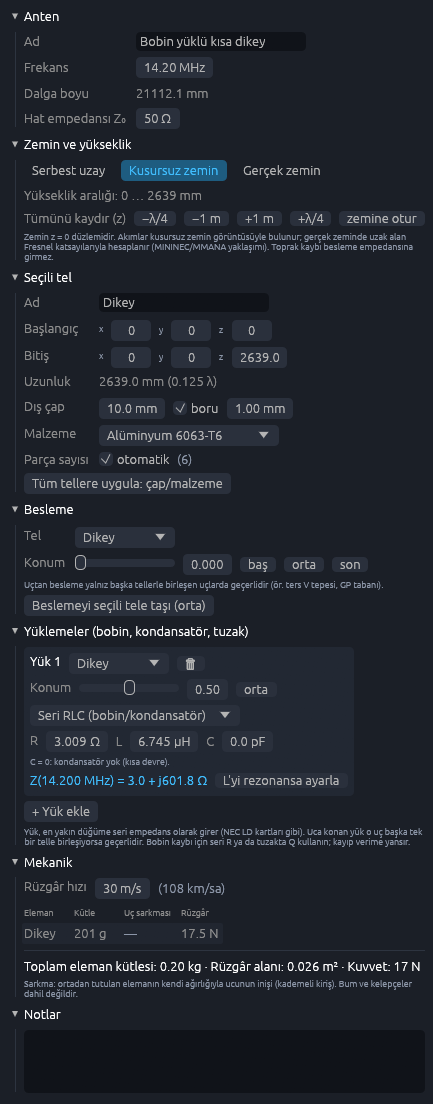 Anten
Ad Bobin yüklü kısa dikey
Frekans 14.20 MHz
Dalga boyu 21112.1 mm
Hat empedansı Z₀ 50 Ω
Zemin ve yükseklik
Serbest uzay Kusursuz zemin Gerçek zemin
Yükseklik aralığı: 0 … 2639 mm
Tümünü kaydır (z) −λ/4 −1 m +1 m +λ/4 zemine otur
Zemin z = 0 düzlemidir. Akımlar kusursuz zemin görüntüsüyle bulunur; gerçek zeminde uzak alan
Fresnel katsayılarıyla hesaplanır (MININEC/MMANA yaklaşımı). Toprak kaybı besleme empedansına
girmez.
Seçili tel
Ad Dikey
Başlangıç x 0 y 0 z 0
Bitiş x 0 y 0 z 2639.0
Uzunluk 2639.0 mm (0.125 λ)
Dış çap 10.0 mm boru 1.00 mm
Malzeme Alüminyum 6063-T6
Parça sayısı otomatik (6)
Tüm tellere uygula: çap/malzeme
Besleme
Tel Dikey
Konum 0.000 baş orta son
Uçtan besleme yalnız başka tellerle birleşen uçlarda geçerlidir (ör. ters V tepesi, GP tabanı).
Beslemeyi seçili tele taşı (orta)
Yüklemeler (bobin, kondansatör, tuzak)
Yük 1 Dikey
Konum 0.50 orta
Seri RLC (bobin/kondansatör)
R 3.009 Ω L 6.745 µH C 0.0 pF
C = 0: kondansatör yok (kısa devre).
Z(14.200 MHz) = 3.0 + j601.8 Ω L'yi rezonansa ayarla
+ Yük ekle
Yük, en yakın düğüme seri empedans olarak girer (NEC LD kartları gibi). Uca konan yük o uç başka tek
bir telle birleşiyorsa geçerlidir. Bobin kaybı için seri R ya da tuzakta Q kullanın; kayıp verime yansır.
Mekanik
Rüzgâr hızı 30 m/s (108 km/sa)
Eleman Kütle Uç sarkması Rüzgâr
Dikey 201 g — 17.5 N
Toplam eleman kütlesi: 0.20 kg · Rüzgâr alanı: 0.026 m² · Kuvvet: 17 N
Sarkma: ortadan tutulan elemanın kendi ağırlığıyla ucunun inişi (kademeli kiriş). Bum ve kelepçeler
dahil değildir.
Notlar